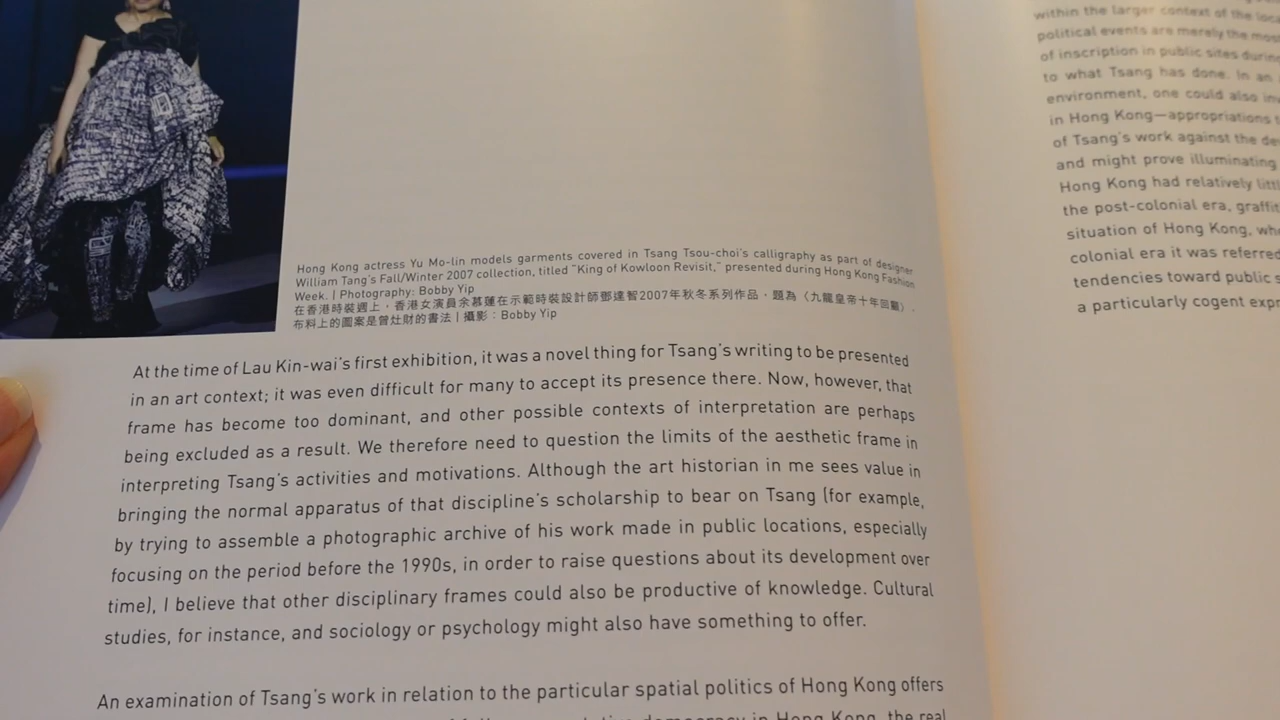 Hong Kong actress Yu Mo-lin models garments covered in Tsang Tsou-choi's calligraphy as part of designer
William Tang's Fall/Winter 2007 collection, titled "King of Kowloon Revisit," presented during Hong Kong Fashion
Week. | Photography: Bobby Yip
在香港時裝週上，香港女演員余慕蓮在示範時裝設計師鄧達智2007年秋冬系列作品，題為〈九龍皇帝十年回顧〉，
布料上的圖案是曾灶財的書法 | 攝影：Bobby Yip
At the time of Lau Kin-wai's first exhibition, it was a novel thing for Tsang's writing to be presented
in an art context; it was even difficult for many to accept its presence there. Now, however, that
frame has become too dominant, and other possible contexts of interpretation are perhaps
being excluded as a result. We therefore need to question the limits of the aesthetic frame in
interpreting Tsang's activities and motivations. Although the art historian in me sees value in
bringing the normal apparatus of that discipline's scholarship to bear on Tsang (for example,
by trying to assemble a photographic archive of his work made in public locations, especially
focusing on the period before the 1990s, in order to raise questions about its development over
time), I believe that other disciplinary frames could also be productive of knowledge. Cultural
studies, for instance, and sociology or psychology might also have something to offer.
An examination of Tsang's work in relation to the particular spatial politics of Hong Kong offers
democracy in Hong Kong, the real
within the larger context of the
political events are merely the
of inscription in public sites
to what Tsang has done. In an
environment, one could also
in Hong Kong—appropriations
of Tsang's work against the
and might prove illuminating
Hong Kong had relatively
the post-colonial era,
situation of Hong Kong,
colonial era it was referred
tendencies toward public
a particularly cogent